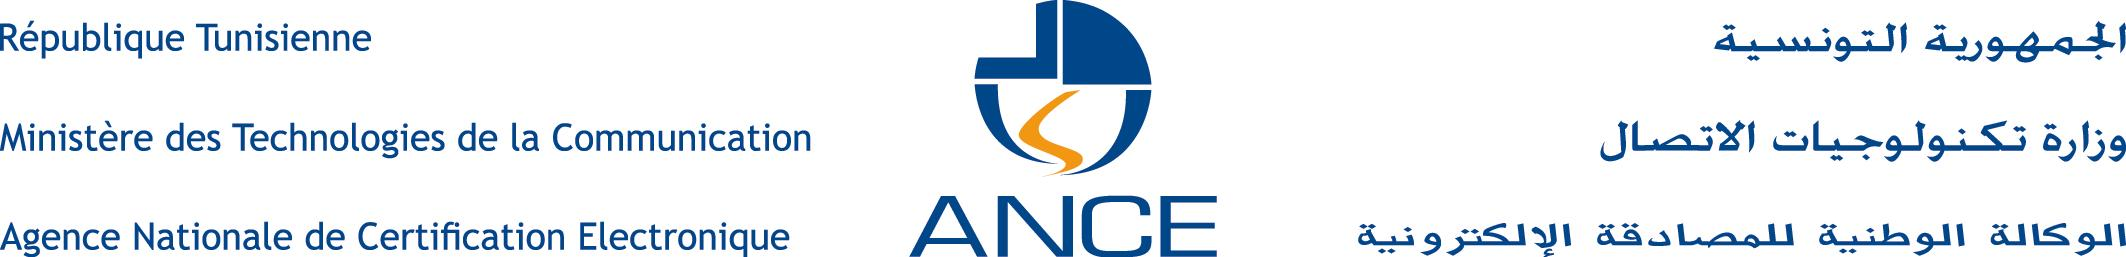 République Tunisienne
Ministère des Technologies de la Communication
Agence Nationale de Certification Electronique
ANCE
الجمهورية التونسية
وزارة تكنولوجيات الاتصال
الوكالة الوطنية للمصادقة الإلكترونية